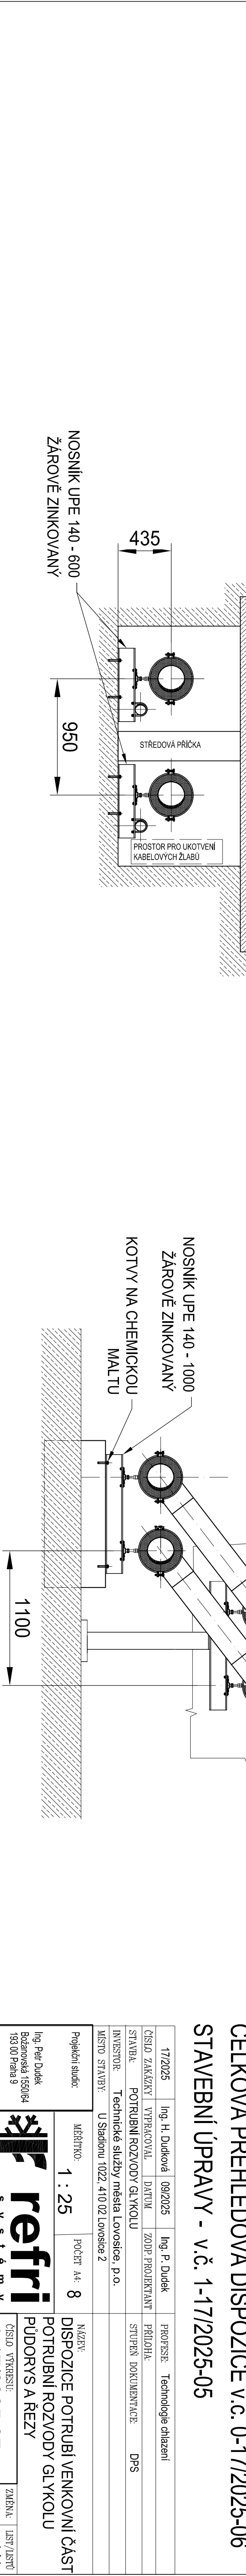 NOSNÍK UPE 140 - 600
ŽÁROVĚ ZINKOVANÝ
435
950
STŘEDOVÁ PŘÍČKA
PROSTOR PRO UKOTVENÍ
KABELOVÝCH ŽLABŮ
NOSNÍK UPE 140 - 1000
ŽÁROVĚ ZINKOVANÝ
KOTVY NA CHEMICKOU
MALTU
1100
CELKOVÁ PŘEHLEDOVÁ DISPOZICE v.č. 0-17/2025-06
STAVEBNÍ ÚPRAVY - v.č. 1-17/2025-05
17/2025 Ing. H. Dudková 09/2025 Ing. P. Dudek PROFESE: Technologie chlazení
ČÍSLO ZAKÁZKY VYPRACOVAL DATUM ZODP. PROJEKTANT PŘÍLOHA:
STAVBA: POTRUBNÍ ROZVODY GLYKOLU STUPEŇ DOKUMENTACE: DPS
INVESTOR: Technické služby města Lovosice, p.o.
MÍSTO STAVBY: U Stadionu 1022, 410 02 Lovosice 2
Projekční studio:
MĚŘÍTKO: 1 : 25
POČET A4: 8
NÁZEV:
DISPOZICE POTRUBÍ VENKOVNÍ ČÁST
POTRUBNÍ ROZVODY GLYKOLU
PŮDORYS A ŘEZY
Ing. Petr Dudek
Božanovská 1550/64
193 00 Praha 9
refri
systémy
ČÍSLO VÝKRESU: ZMĚNA: LIST/LISTŮ